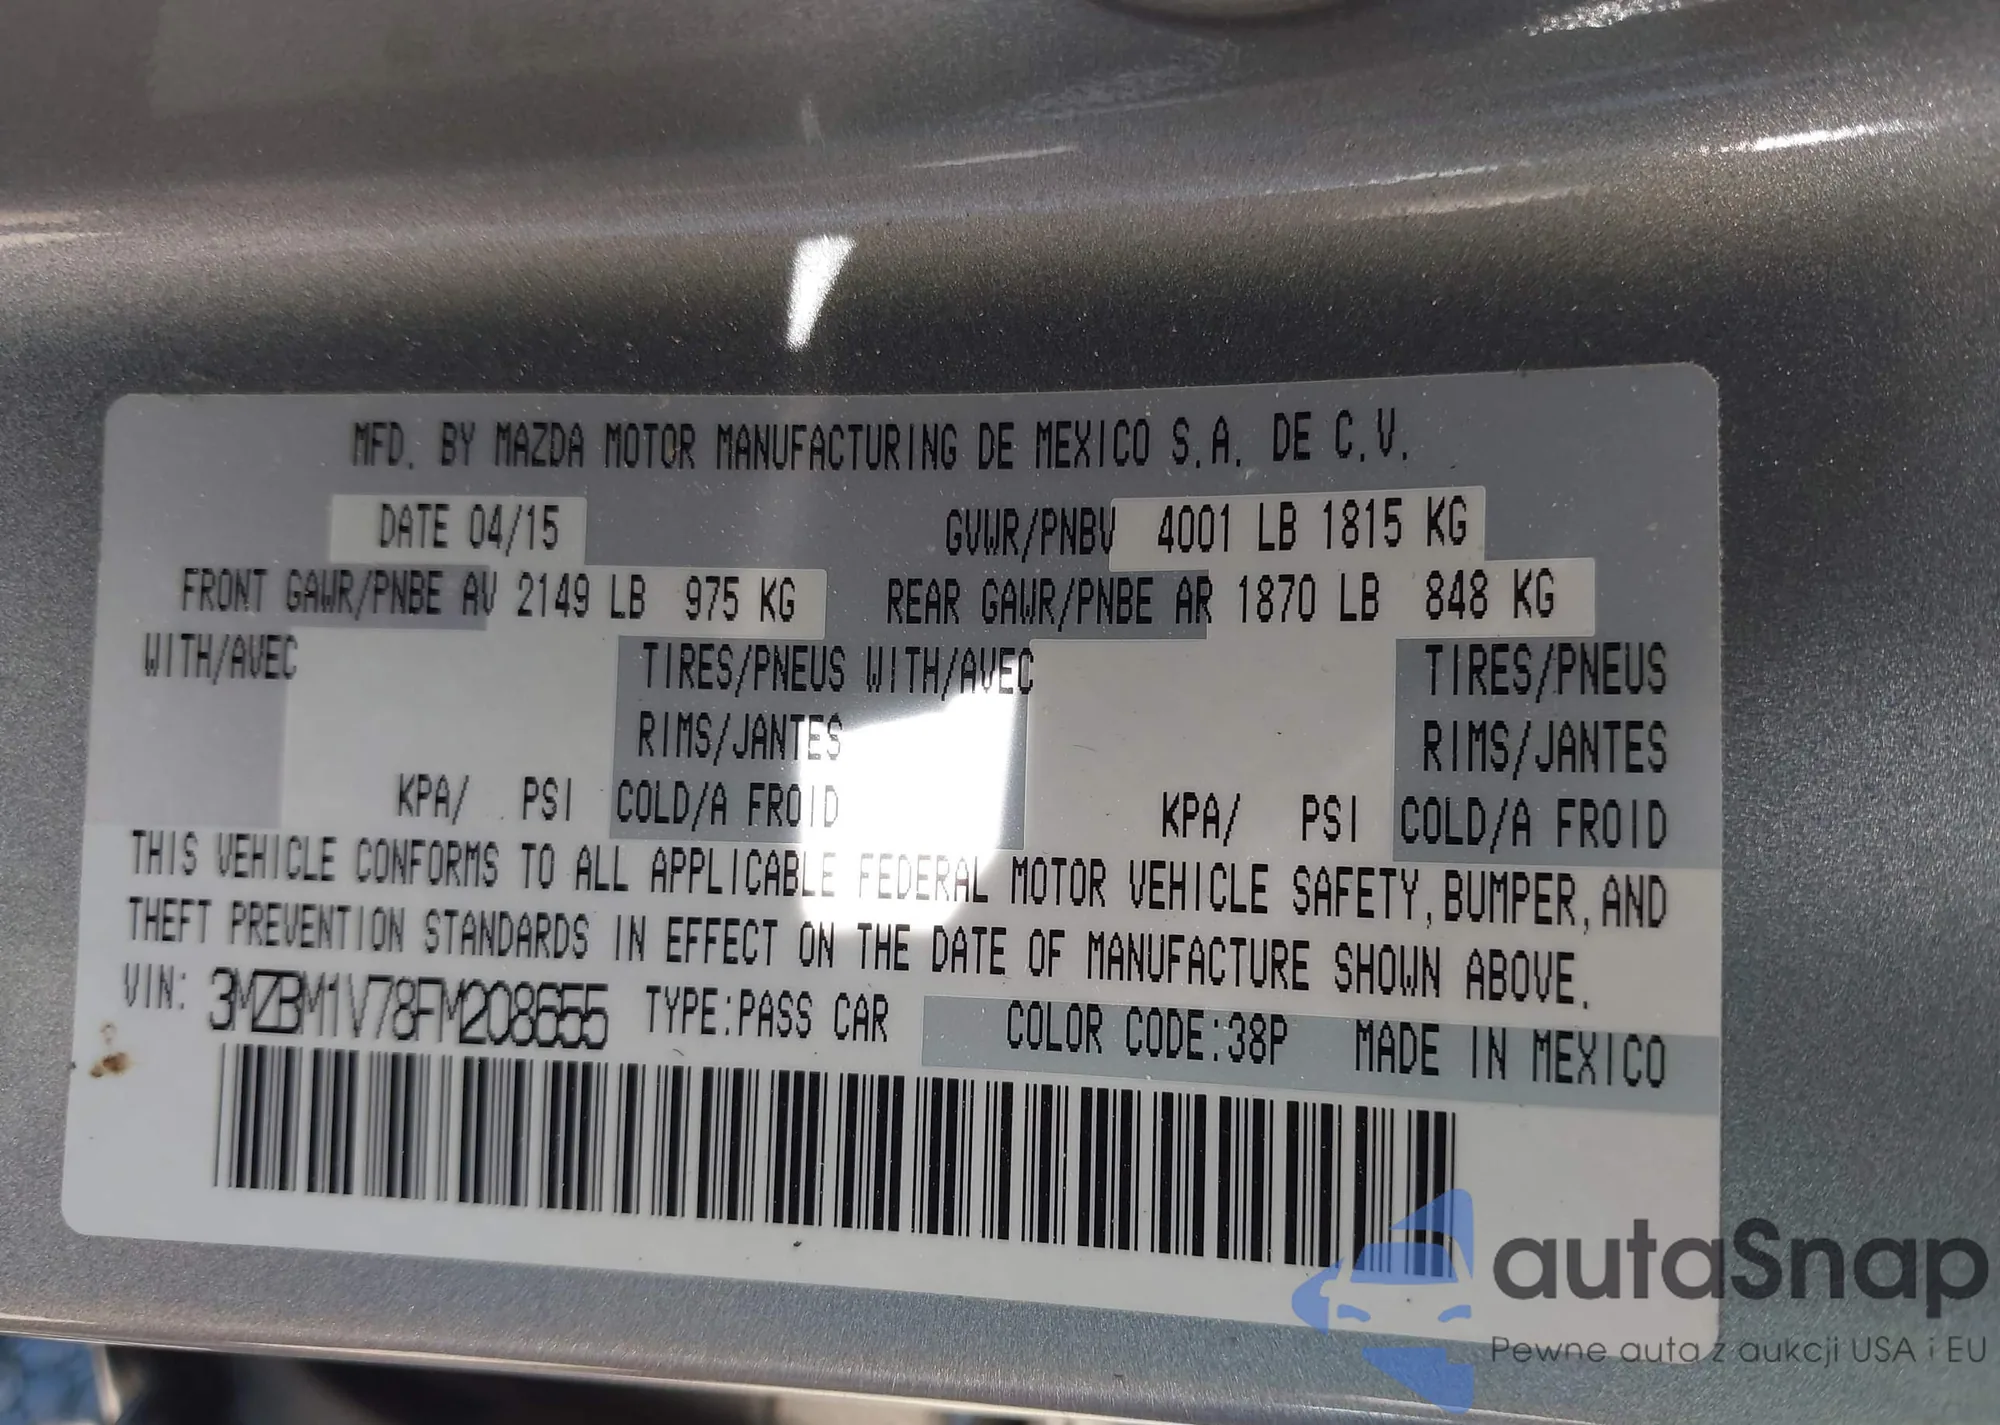 MFD. BY MAZDA MOTOR MANUFACTURING DE MEXICO S.A. DE C.V.
DATE 04/15 GVWR/PNBV 4001 LB 1815 KG
FRONT GAWR/PNBE AV 2149 LB 975 KG REAR GAWR/PNBE AR 1870 LB 848 KG
WITH/AVEC TIRES/PNEUS WITH/AVEC TIRES/PNEUS
RIMS/JANTES RIMS/JANTES
KPA/ PSI COLD/A FROID KPA/ PSI COLD/A FROID
THIS VEHICLE CONFORMS TO ALL APPLICABLE FEDERAL MOTOR VEHICLE SAFETY, BUMPER, AND
THEFT PREVENTION STANDARDS IN EFFECT ON THE DATE OF MANUFACTURE SHOWN ABOVE.
VIN: 3MZBM1V78FM208655 TYPE:PASS CAR COLOR CODE:38P MADE IN MEXICO
autaSnap
Pewne auta z aukcji USA i EU